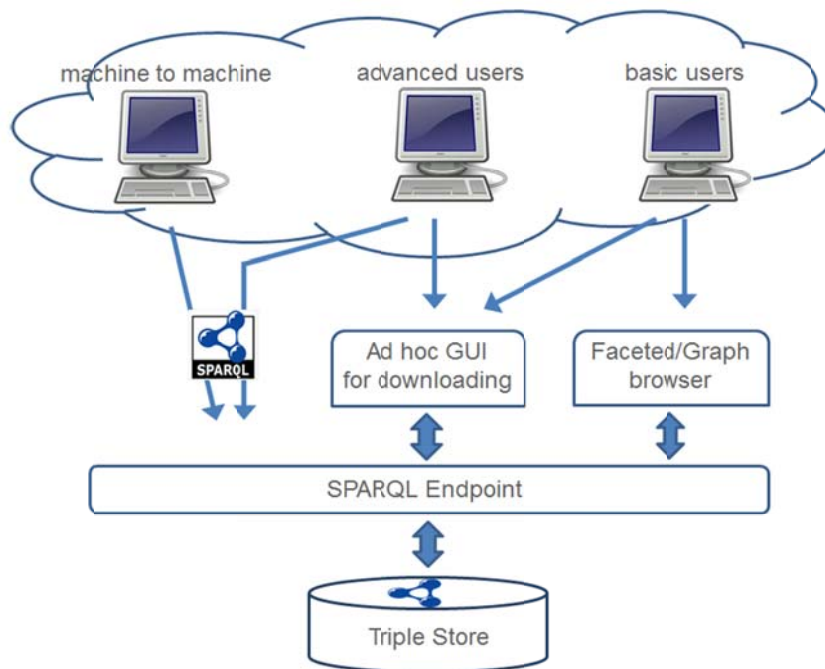 machine to machine
advanced users
basic users
SPARQL
Ad hoc GUI
for downloading
Faceted/Graph
browser
SPARQL Endpoint
Triple Store